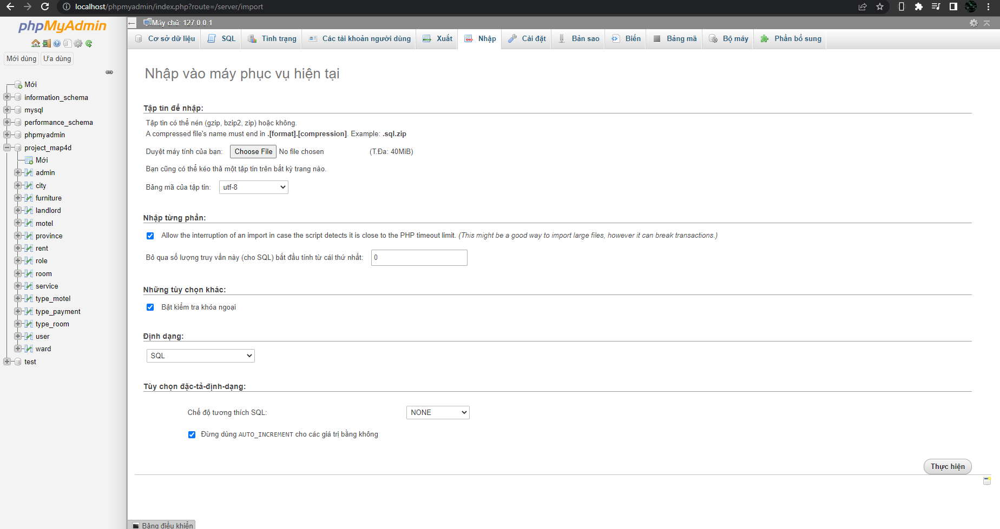 localhost/phpmyadmin/index.php?route=/server/import
phpMyAdmin
Mới dùng Ưa dùng
Mới
information_schema
mysql
performance_schema
phpmyadmin
project_map4d
Mới
admin
city
furniture
landlord
motel
province
rent
role
room
service
type_motel
type_payment
type_room
user
ward
test
Máy chủ: 127.0.0.1
Cơ sở dữ liệu SQL Tình trạng Các tài khoản người dùng Xuất Nhập Cài đặt Bản sao Biến Bảng mã Bộ máy Phần bổ sung
Nhập vào máy phục vụ hiện tại
Tập tin để nhập:
Tập tin có thể nén (gzip, bzip2, zip) hoặc không.
A compressed file's name must end in .[format].[compression]. Example: .sql.zip
Duyệt máy tính của bạn: Choose File No file chosen (T.Đa: 40MiB)
Bạn cũng có thể kéo thả một tập tin trên bất kỳ trang nào.
Bảng mã của tập tin: utf-8
Nhập từng phần:
Allow the interruption of an import in case the script detects it is close to the PHP timeout limit. (This might be a good way to import large files, however it can break transactions.)
Bỏ qua số lượng truy vấn này (cho SQL) bắt đầu tính từ cái thứ nhất: 0
Những tùy chọn khác:
Bật kiểm tra khóa ngoại
Định dạng:
SQL
Tùy chọn đặc-tả-định-dạng:
Chế độ tương thích SQL: NONE
Đừng dùng AUTO_INCREMENT cho các giá trị bằng không
Thực hiện
Bảng điều khiển